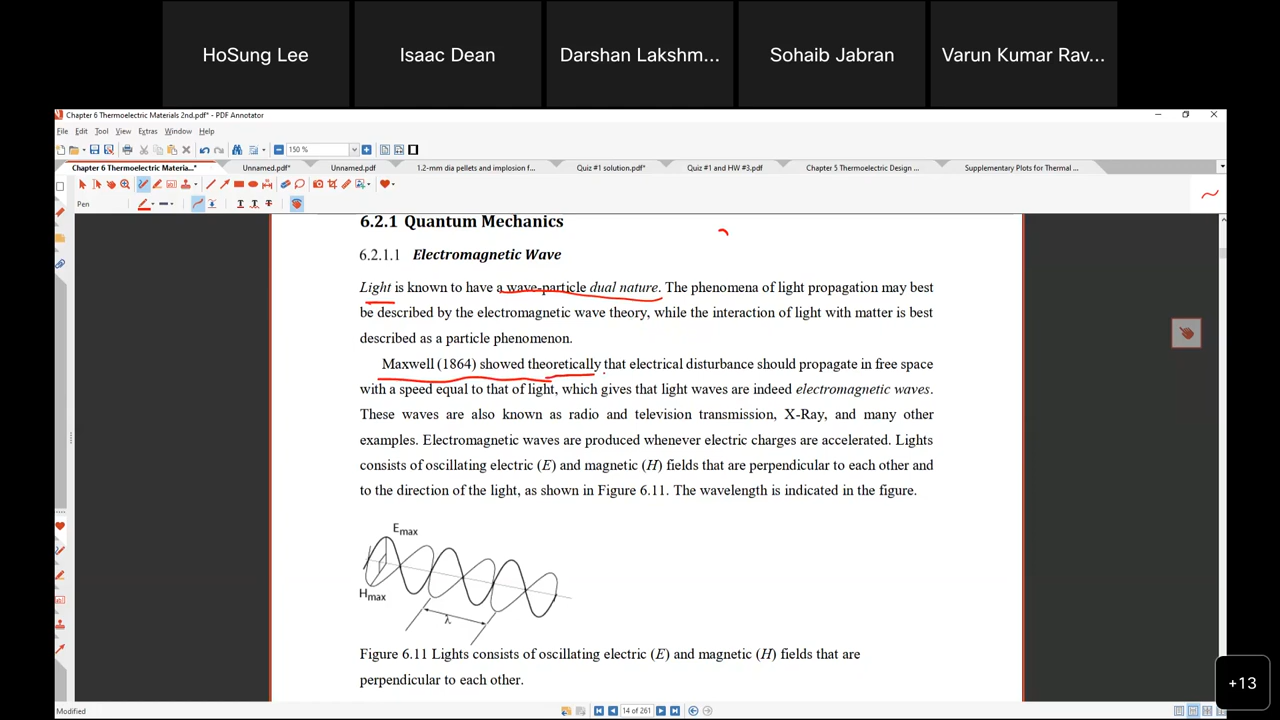 HoSung Lee
Isaac Dean
Darshan Lakshm...
Sohaib Jabran
Varun Kumar Rav...
Chapter 6 Thermoelectric Materials 2nd.pdf* - PDF Annotator
File Edit Tool View Extras Window Help
150 %
Chapter 6 Thermoelectric Materia...* Unnamed.pdf* Unnamed.pdf 1.2-mm dia pellets and implosion f... Quiz #1 solution.pdf* Quiz #1 and HW #3.pdf Chapter 5 Thermoelectric Design ... Supplementary Plots for Thermal ...
Pen
6.2.1 Quantum Mechanics
6.2.1.1 Electromagnetic Wave
Light is known to have a wave-particle dual nature. The phenomena of light propagation may best
be described by the electromagnetic wave theory, while the interaction of light with matter is best
described as a particle phenomenon.
Maxwell (1864) showed theoretically that electrical disturbance should propagate in free space
with a speed equal to that of light, which gives that light waves are indeed electromagnetic waves.
These waves are also known as radio and television transmission, X-Ray, and many other
examples. Electromagnetic waves are produced whenever electric charges are accelerated. Lights
consists of oscillating electric (E) and magnetic (H) fields that are perpendicular to each other and
to the direction of the light, as shown in Figure 6.11. The wavelength is indicated in the figure.
Emax
Hmax
λ
Figure 6.11 Lights consists of oscillating electric (E) and magnetic (H) fields that are
perpendicular to each other.
+13
Modified
14 of 261